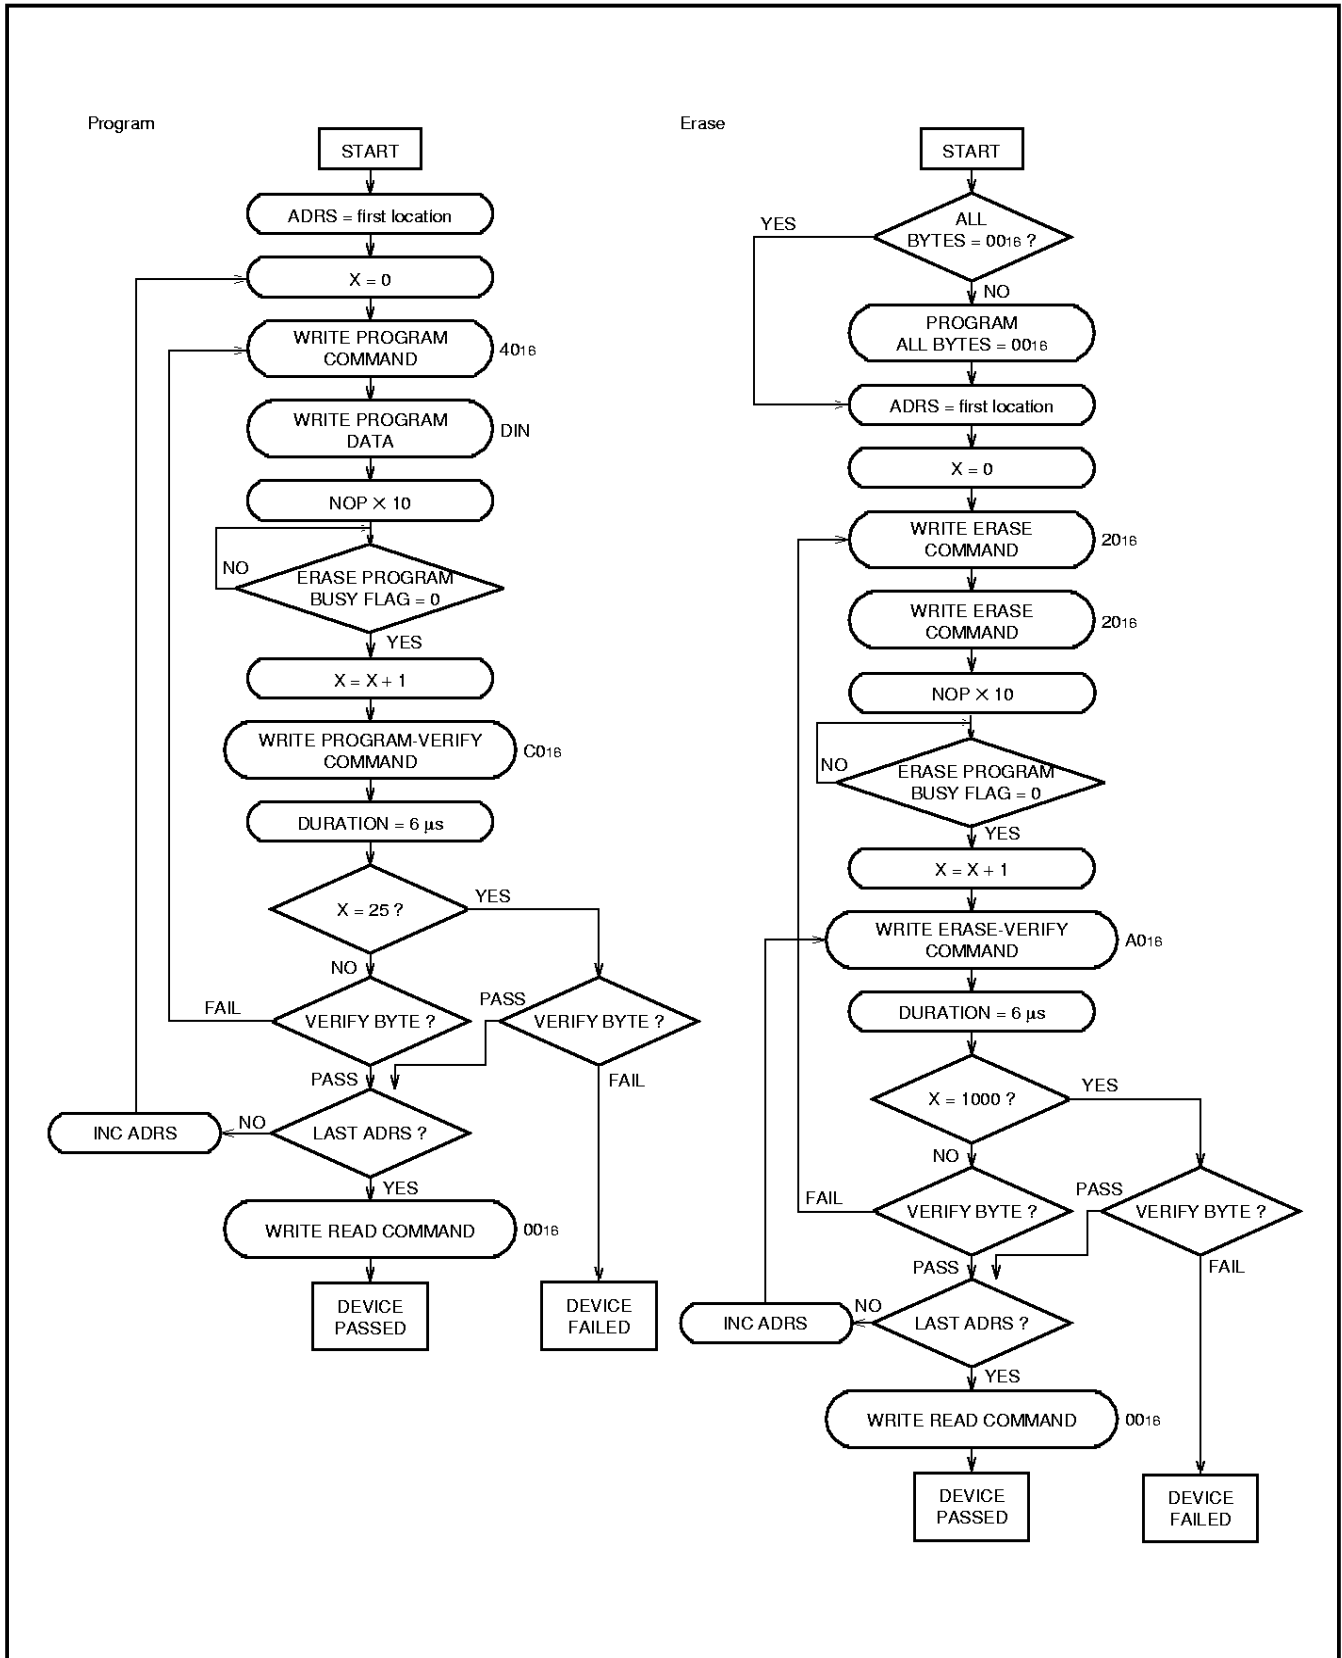 Program
START
ADRS = first location
X = 0
WRITE PROGRAM
COMMAND
4016
WRITE PROGRAM
DATA
DIN
NOP × 10
NO
ERASE PROGRAM
BUSY FLAG = 0
YES
X = X + 1
WRITE PROGRAM-VERIFY
COMMAND
C016
DURATION = 6 µs
X = 25 ?
YES
NO
FAIL
VERIFY BYTE ?
PASS
VERIFY BYTE ?
PASS
FAIL
INC ADRS
NO
LAST ADRS ?
YES
WRITE READ COMMAND
0016
DEVICE
PASSED
DEVICE
FAILED
Erase
START
YES
ALL
BYTES = 0016 ?
NO
PROGRAM
ALL BYTES = 0016
ADRS = first location
X = 0
WRITE ERASE
COMMAND
2016
WRITE ERASE
COMMAND
2016
NOP × 10
NO
ERASE PROGRAM
BUSY FLAG = 0
YES
X = X + 1
WRITE ERASE-VERIFY
COMMAND
A016
DURATION = 6 µs
X = 1000 ?
YES
NO
FAIL
VERIFY BYTE ?
PASS
VERIFY BYTE ?
PASS
FAIL
INC ADRS
NO
LAST ADRS ?
YES
WRITE READ COMMAND
0016
DEVICE
PASSED
DEVICE
FAILED